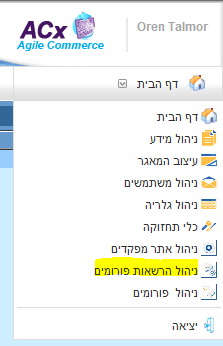 ACx
Agile Commerce
Oren Talmor
דף הבית
דף הבית
ניהול מידע
עיצוב המאגר
ניהול משתמשים
ניהול גלריה
כלי תחזוקה
ניהול אתר מפקדים
ניהול הרשאות פורומים
ניהול פורומים
יציאה